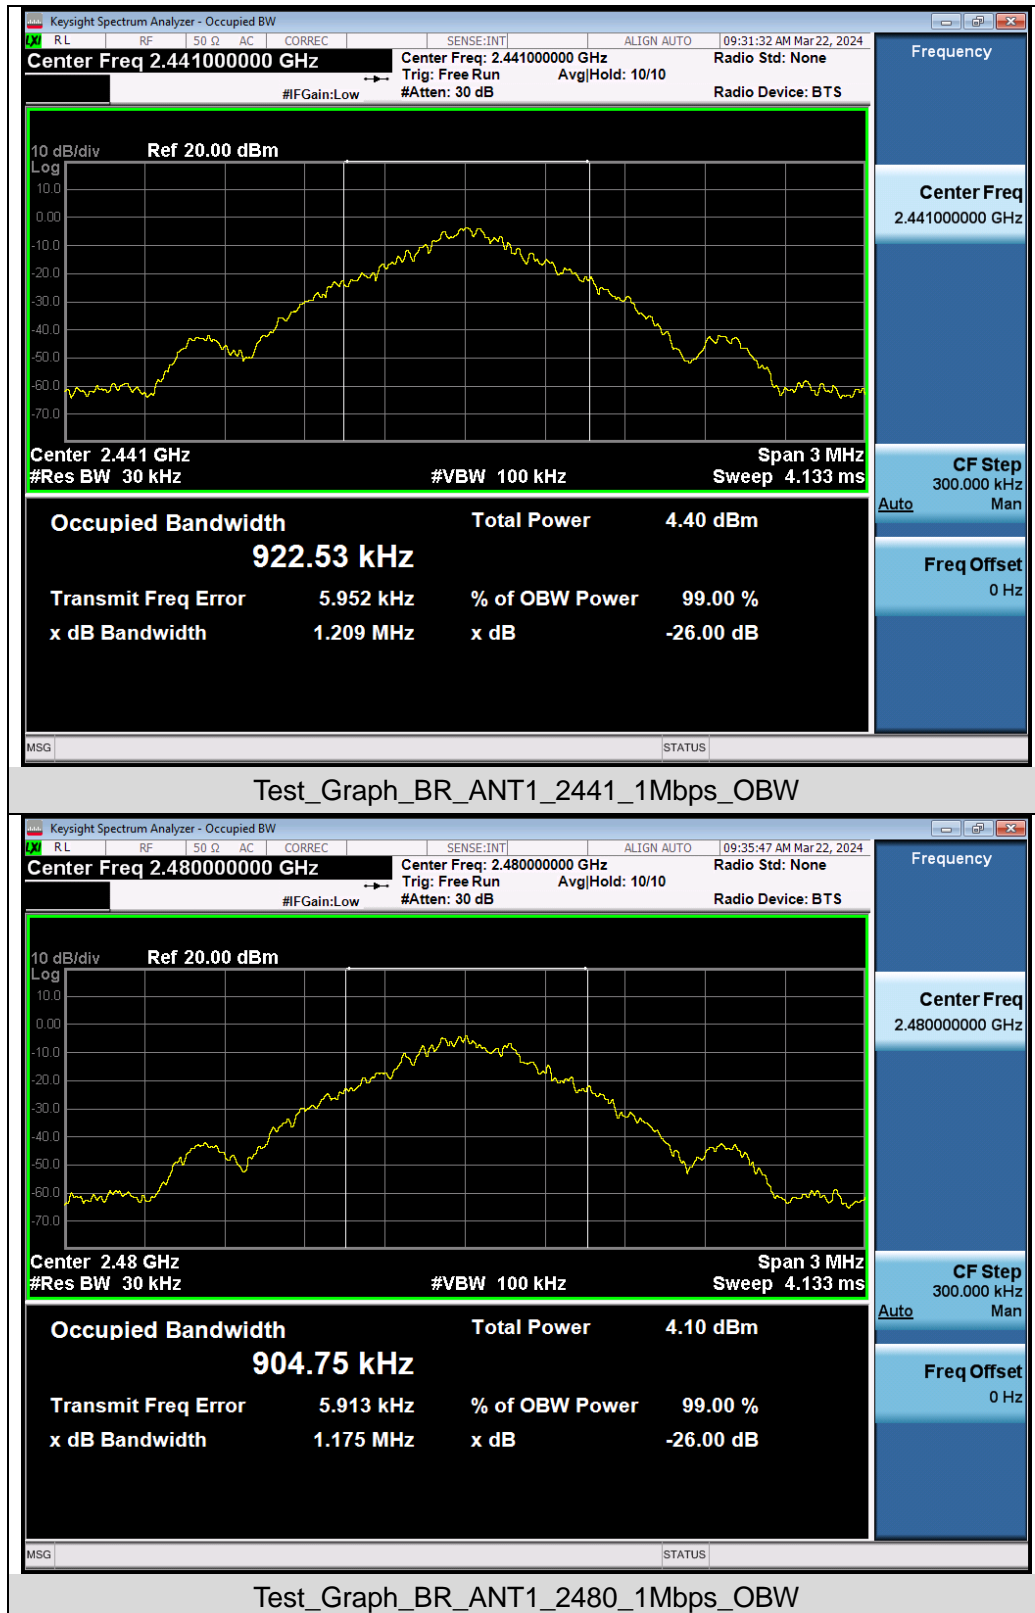 Keysight Spectrum Analyzer - Occupied BW
LXI RL RF 50 Ω AC CORREC SENSE:INT ALIGN AUTO 09:31:32 AM Mar 22, 2024
Center Freq 2.441000000 GHz Center Freq: 2.441000000 GHz Radio Std: None
Trig: Free Run Avg|Hold: 10/10
#IFGain:Low #Atten: 30 dB Radio Device: BTS
Frequency
10 dB/div Ref 20.00 dBm
Log
10.0
0.00
-10.0
-20.0
-30.0
-40.0
-50.0
-60.0
-70.0
Center 2.441 GHz Span 3 MHz
#Res BW 30 kHz #VBW 100 kHz Sweep 4.133 ms
Center Freq
2.441000000 GHz
CF Step
300.000 kHz
Auto Man
Freq Offset
0 Hz
Occupied Bandwidth Total Power 4.40 dBm
922.53 kHz
Transmit Freq Error 5.952 kHz % of OBW Power 99.00 %
x dB Bandwidth 1.209 MHz x dB -26.00 dB
MSG STATUS
Test_Graph_BR_ANT1_2441_1Mbps_OBW
Keysight Spectrum Analyzer - Occupied BW
LXI RL RF 50 Ω AC CORREC SENSE:INT ALIGN AUTO 09:35:47 AM Mar 22, 2024
Center Freq 2.480000000 GHz Center Freq: 2.480000000 GHz Radio Std: None
Trig: Free Run Avg|Hold: 10/10
#IFGain:Low #Atten: 30 dB Radio Device: BTS
Frequency
10 dB/div Ref 20.00 dBm
Log
10.0
0.00
-10.0
-20.0
-30.0
-40.0
-50.0
-60.0
-70.0
Center 2.48 GHz Span 3 MHz
#Res BW 30 kHz #VBW 100 kHz Sweep 4.133 ms
Center Freq
2.480000000 GHz
CF Step
300.000 kHz
Auto Man
Freq Offset
0 Hz
Occupied Bandwidth Total Power 4.10 dBm
904.75 kHz
Transmit Freq Error 5.913 kHz % of OBW Power 99.00 %
x dB Bandwidth 1.175 MHz x dB -26.00 dB
MSG STATUS
Test_Graph_BR_ANT1_2480_1Mbps_OBW